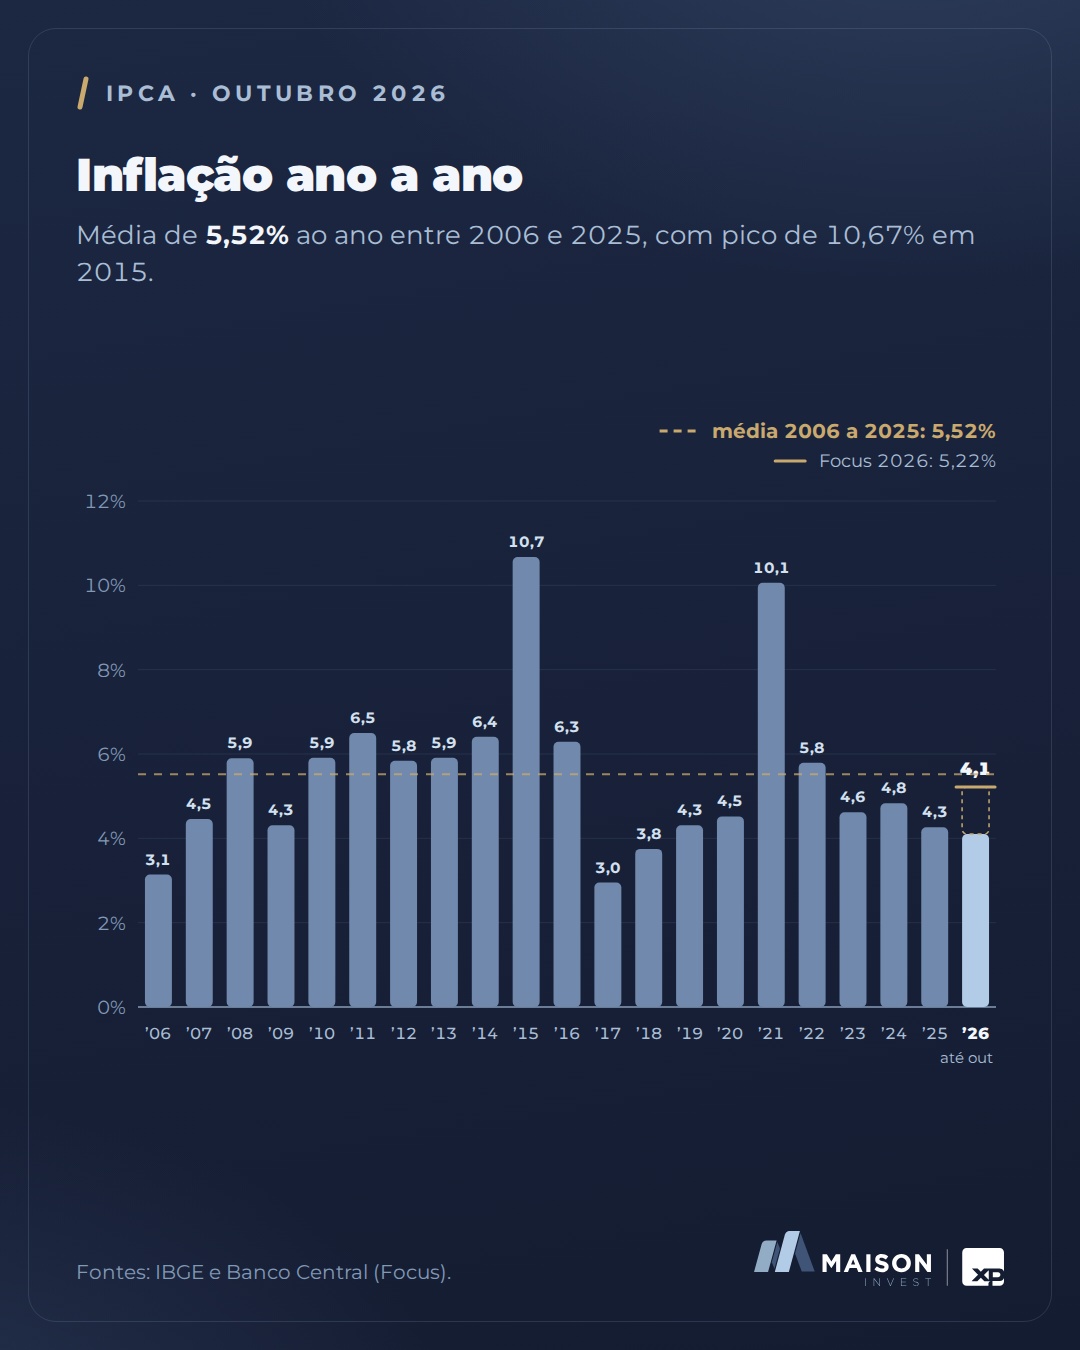 IPCA · OUTUBRO 2026
Inflação ano a ano
Média de 5,52% ao ano entre 2006 e 2025, com pico de 10,67% em
2015.
média 2006 a 2025: 5,52%
Focus 2026: 5,22%
12%
10%
8%
6%
4%
2%
0%
3,1
4,5
5,9
4,3
5,9
6,5
5,8
5,9
6,4
10,7
6,3
3,0
3,8
4,3
4,5
10,1
5,8
4,6
4,8
4,3
4,1
’06 ’07 ’08 ’09 ’10 ’11 ’12 ’13 ’14 ’15 ’16 ’17 ’18 ’19 ’20 ’21 ’22 ’23 ’24 ’25 ’26
até out
Fontes: IBGE e Banco Central (Focus).
MAISON
INVEST
xp